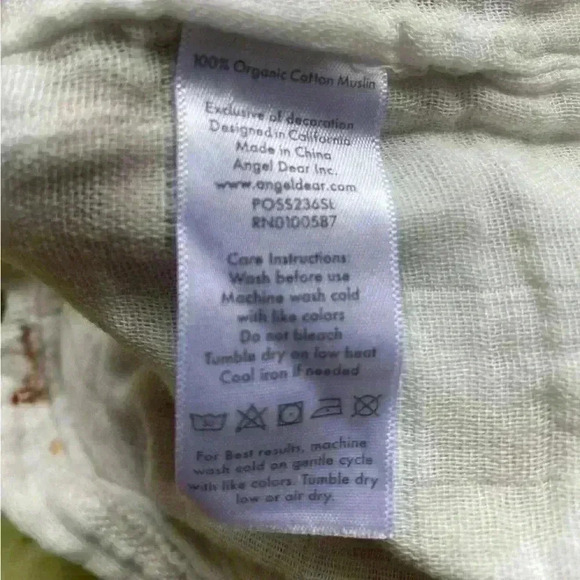 100% Organic Cotton Muslin
Exclusive of decoration
Designed in California
Made in China
Angel Dear Inc.
www.angeldear.com
POSS236SL
RN0100587
Care Instructions:
Wash before use
Machine wash cold
with like colors
Do not bleach
Tumble dry on low heat
Cool iron if needed
For Best results, machine
wash cold on gentle cycle
with like colors. Tumble dry
low or air dry.